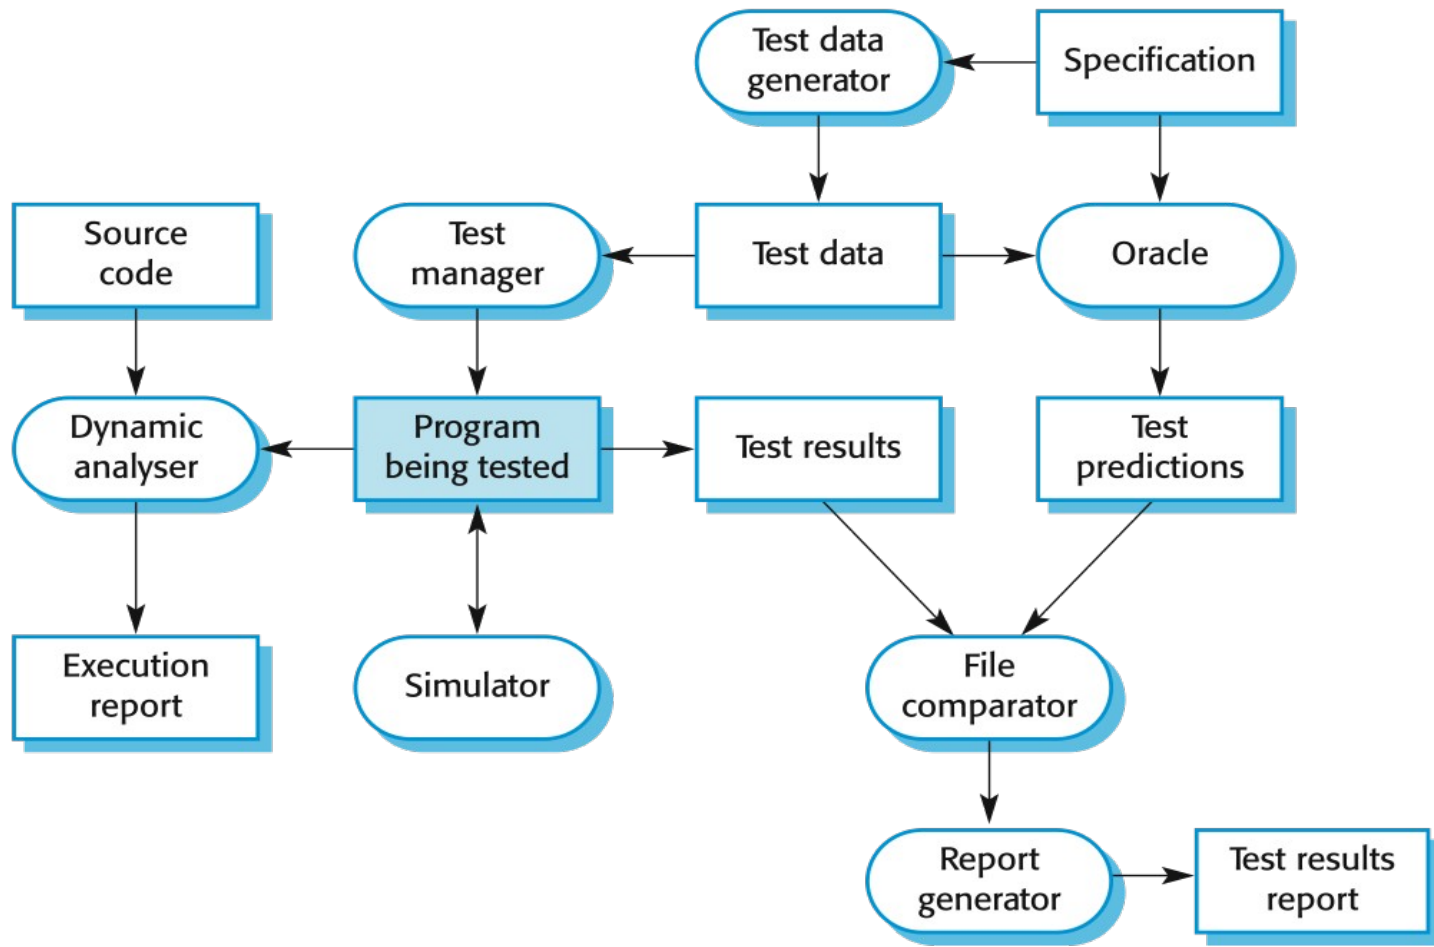 Test data
generator
Specification
Source
code
Test
manager
Test data
Oracle
Dynamic
analyser
Program
being tested
Test results
Test
predictions
Execution
report
Simulator
File
comparator
Report
generator
Test results
report